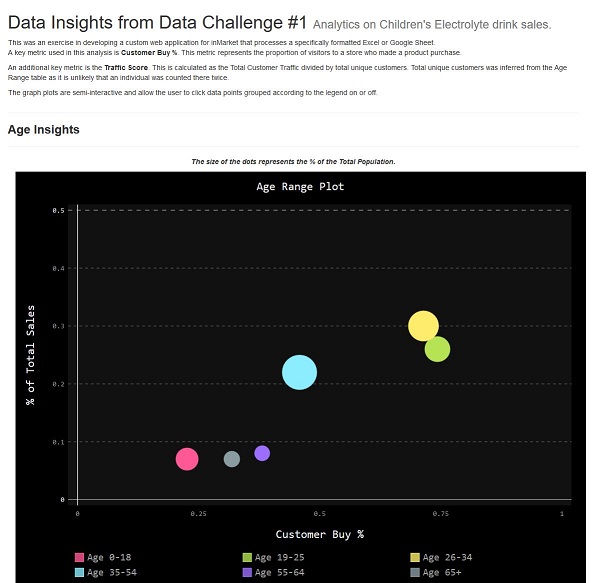 Data Insights from Data Challenge #1 Analytics on Children's Electrolyte drink sales.
This was an exercise in developing a custom web application for inMarket that processes a specifically formatted Excel or Google Sheet.
A key metric used in this analysis is Customer Buy %. This metric represents the proportion of visitors to a store who made a product purchase.
An additional key metric is the Traffic Score. This is calculated as the Total Customer Traffic divided by total unique customers. Total unique customers was inferred from the Age
Range table as it is unlikely that an individual was counted there twice.
The graph plots are semi-interactive and allow the user to click data points grouped according to the legend on or off.
Age Insights
The size of the dots represents the % of the Total Population.
Age Range Plot
0.5
0.4
0.3
0.2
0.1
0
% of Total Sales
0 0.25 0.5 0.75 1
Customer Buy %
Age 0-18 Age 19-25 Age 26-34
Age 35-54 Age 55-64 Age 65+